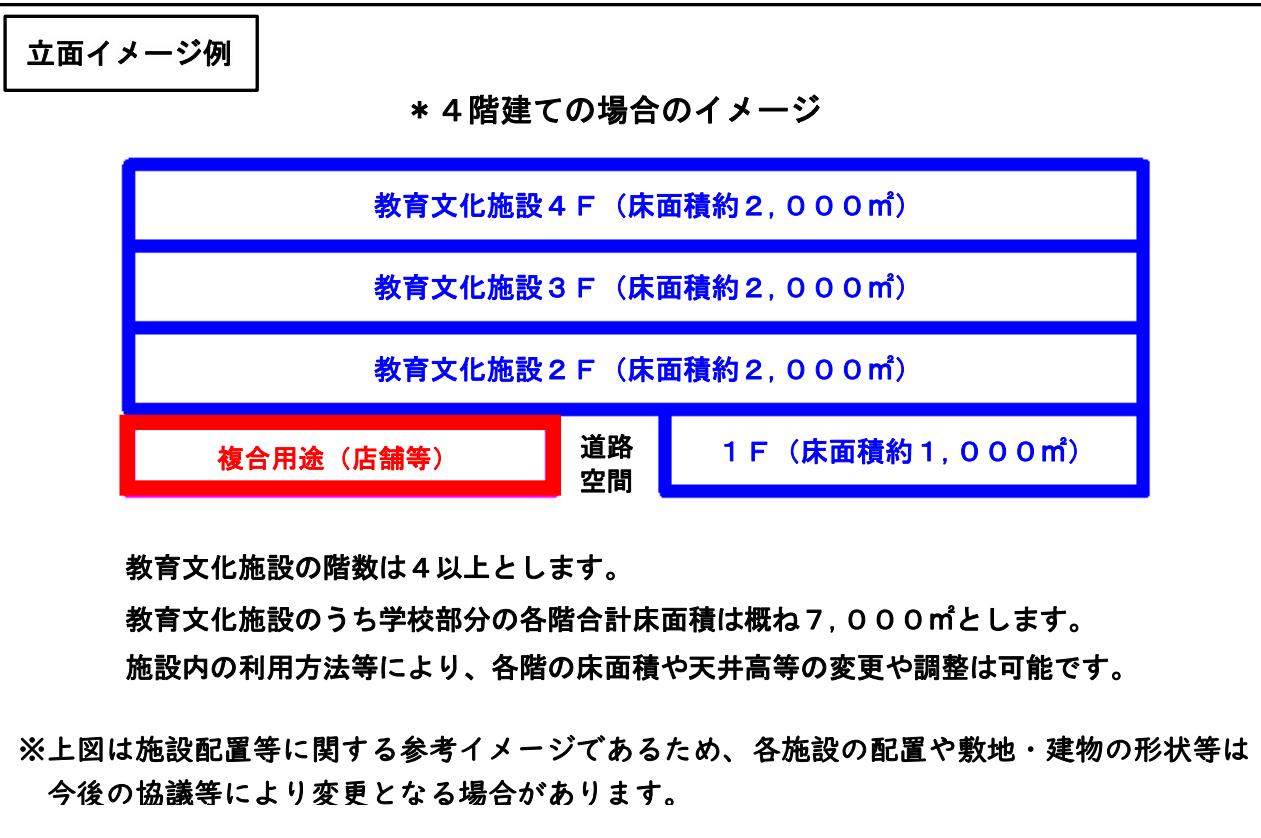 立面イメージ例
＊４階建ての場合のイメージ
教育文化施設４Ｆ（床面積約２,０００㎡）
教育文化施設３Ｆ（床面積約２,０００㎡）
教育文化施設２Ｆ（床面積約２,０００㎡）
複合用途（店舗等）
道路
空間
１Ｆ（床面積約１,０００㎡）
教育文化施設の階数は４以上とします。
教育文化施設のうち学校部分の各階合計床面積は概ね７,０００㎡とします。
施設内の利用方法等により、各階の床面積や天井高等の変更や調整は可能です。
※上図は施設配置等に関する参考イメージであるため、各施設の配置や敷地・建物の形状等は
今後の協議等により変更となる場合があります。